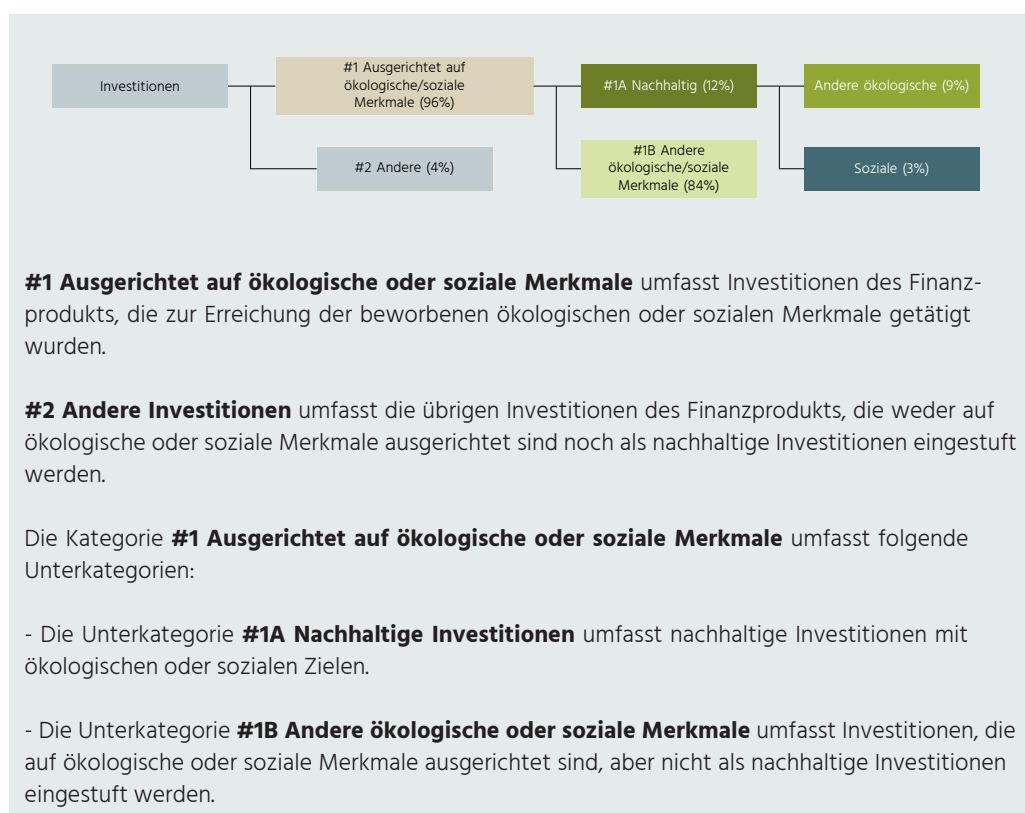 Investitionen
#1 Ausgerichtet auf
ökologische/soziale
Merkmale (96%)
#1A Nachhaltig (12%)
Andere ökologische (9%)
#2 Andere (4%)
#1B Andere
ökologische/soziale
Merkmale (84%)
Soziale (3%)
#1 Ausgerichtet auf ökologische oder soziale Merkmale umfasst Investitionen des Finanz-
produkts, die zur Erreichung der beworbenen ökologischen oder sozialen Merkmale getätigt
wurden.
#2 Andere Investitionen umfasst die übrigen Investitionen des Finanzprodukts, die weder auf
ökologische oder soziale Merkmale ausgerichtet sind noch als nachhaltige Investitionen eingestuft
werden.
Die Kategorie #1 Ausgerichtet auf ökologische oder soziale Merkmale umfasst folgende
Unterkategorien:
- Die Unterkategorie #1A Nachhaltige Investitionen umfasst nachhaltige Investitionen mit
ökologischen oder sozialen Zielen.
- Die Unterkategorie #1B Andere ökologische oder soziale Merkmale umfasst Investitionen, die
auf ökologische oder soziale Merkmale ausgerichtet sind, aber nicht als nachhaltige Investitionen
eingestuft werden.